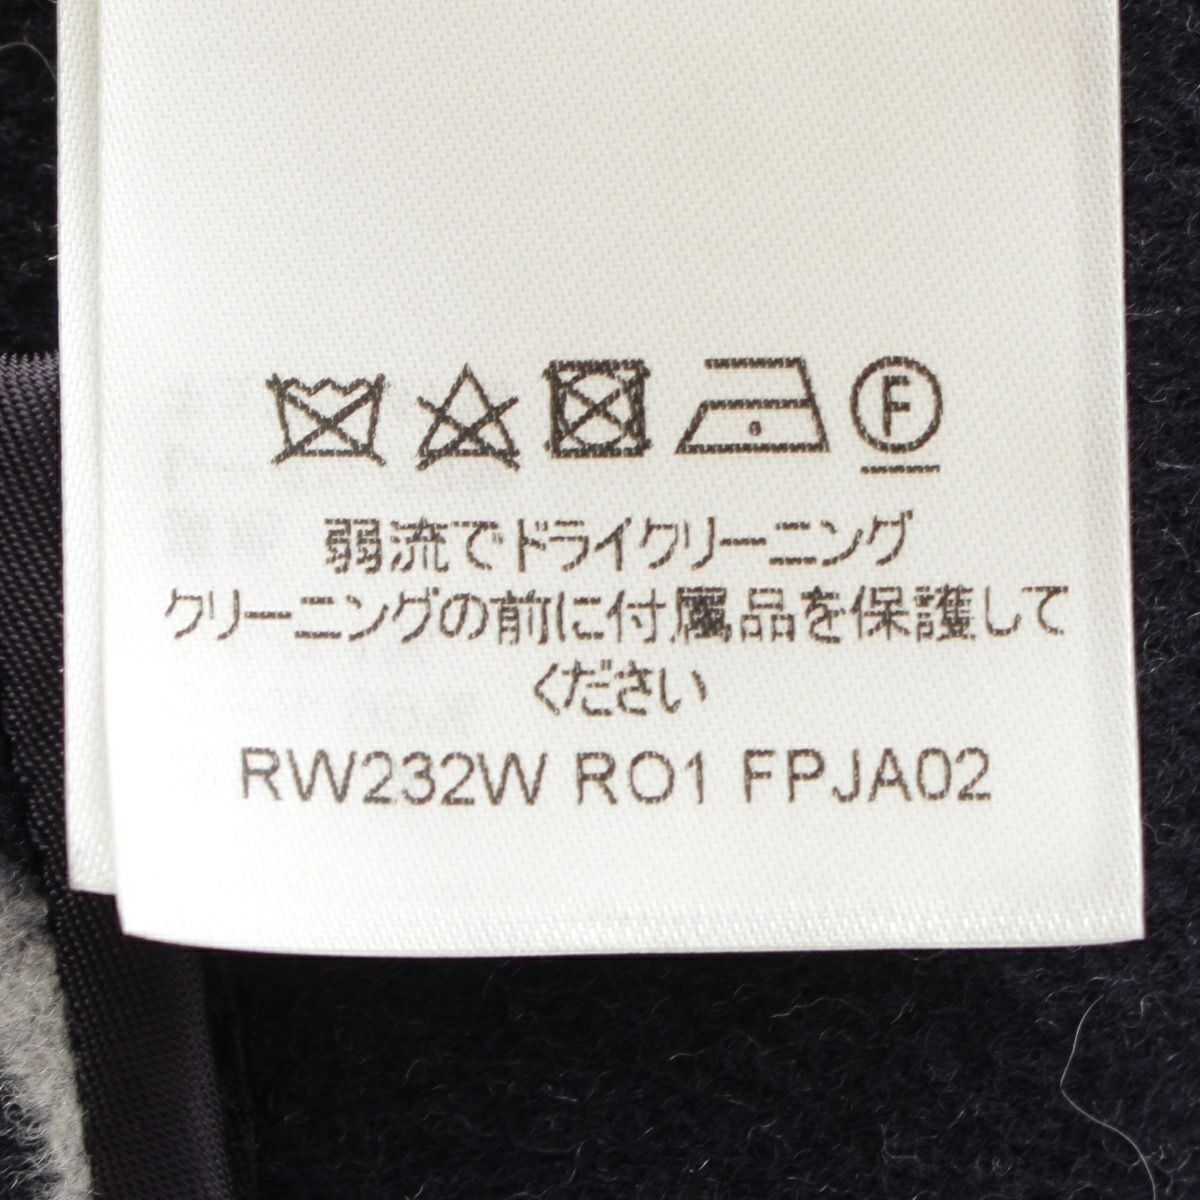 F
弱流でドライクリーニング
クリーニングの前に付属品を保護して
ください
RW232W RO1 FPJA02